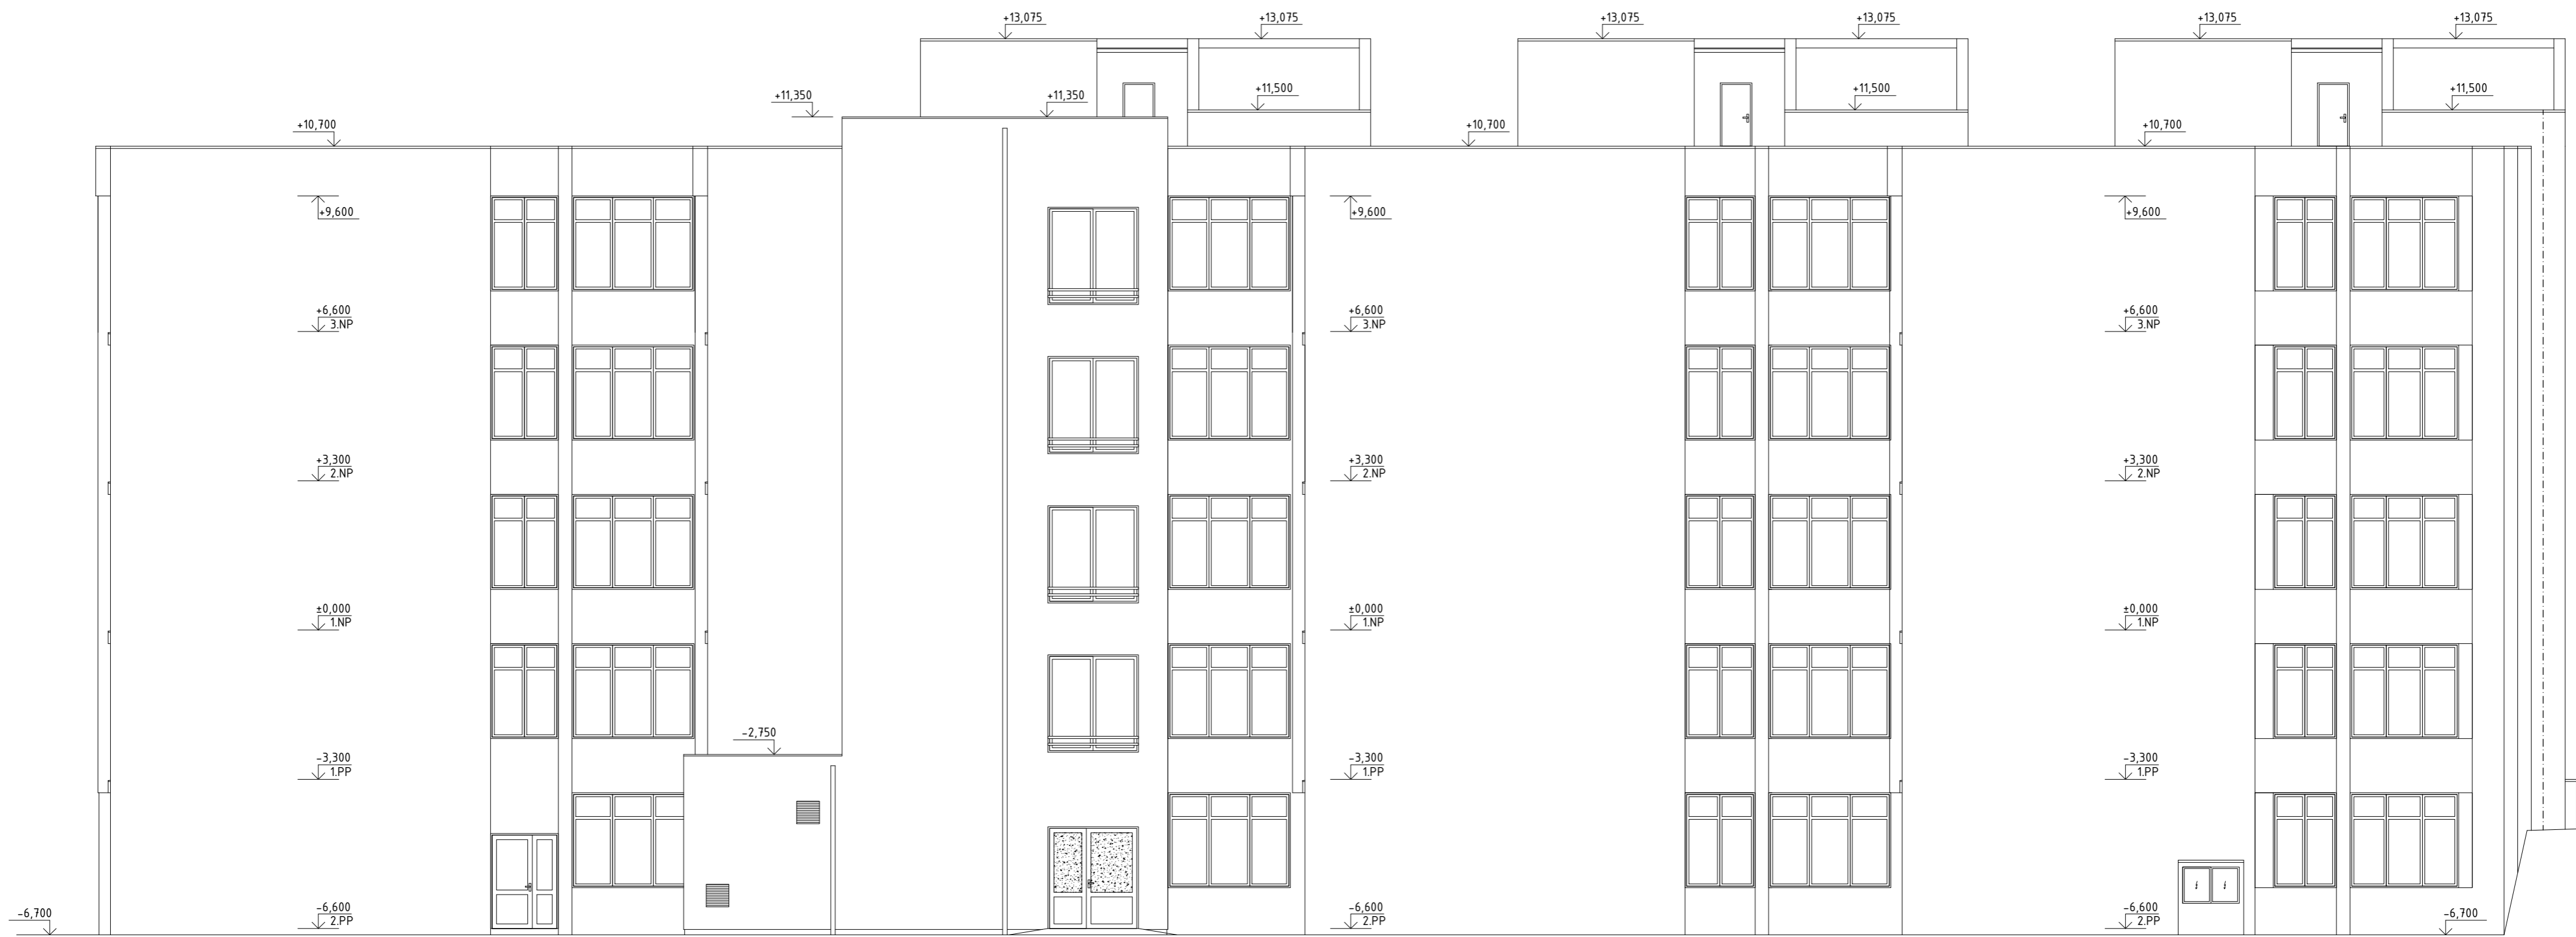 +13,075
+13,075
+13,075
+13,075
+13,075
+13,075
+11,350
+11,350
+11,500
+11,500
+11,500
+10,700
+10,700
+10,700
+9,600
+9,600
+9,600
+6,600
3.NP
+6,600
3.NP
+6,600
3.NP
+3,300
2.NP
+3,300
2.NP
+3,300
2.NP
±0,000
1.NP
±0,000
1.NP
±0,000
1.NP
-2,750
-3,300
1.PP
-3,300
1.PP
-3,300
1.PP
-6,700
-6,600
2.PP
-6,600
2.PP
-6,600
2.PP
-6,700